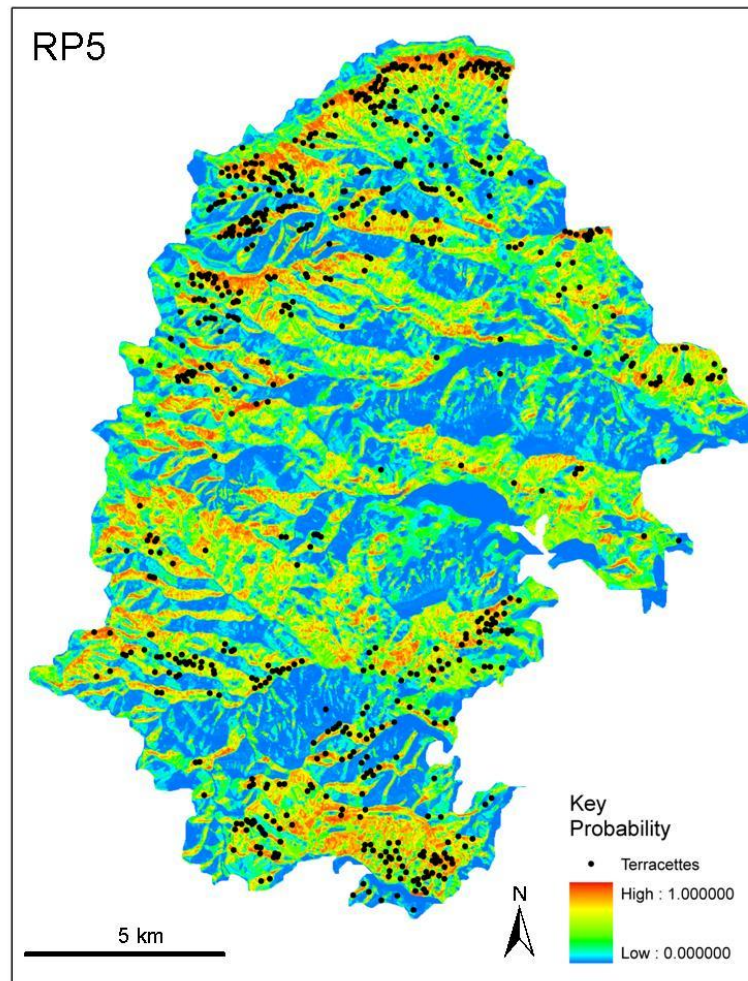 RP5
Key
Probability
Terracettes
High : 1.000000
Low : 0.000000
N
5 km